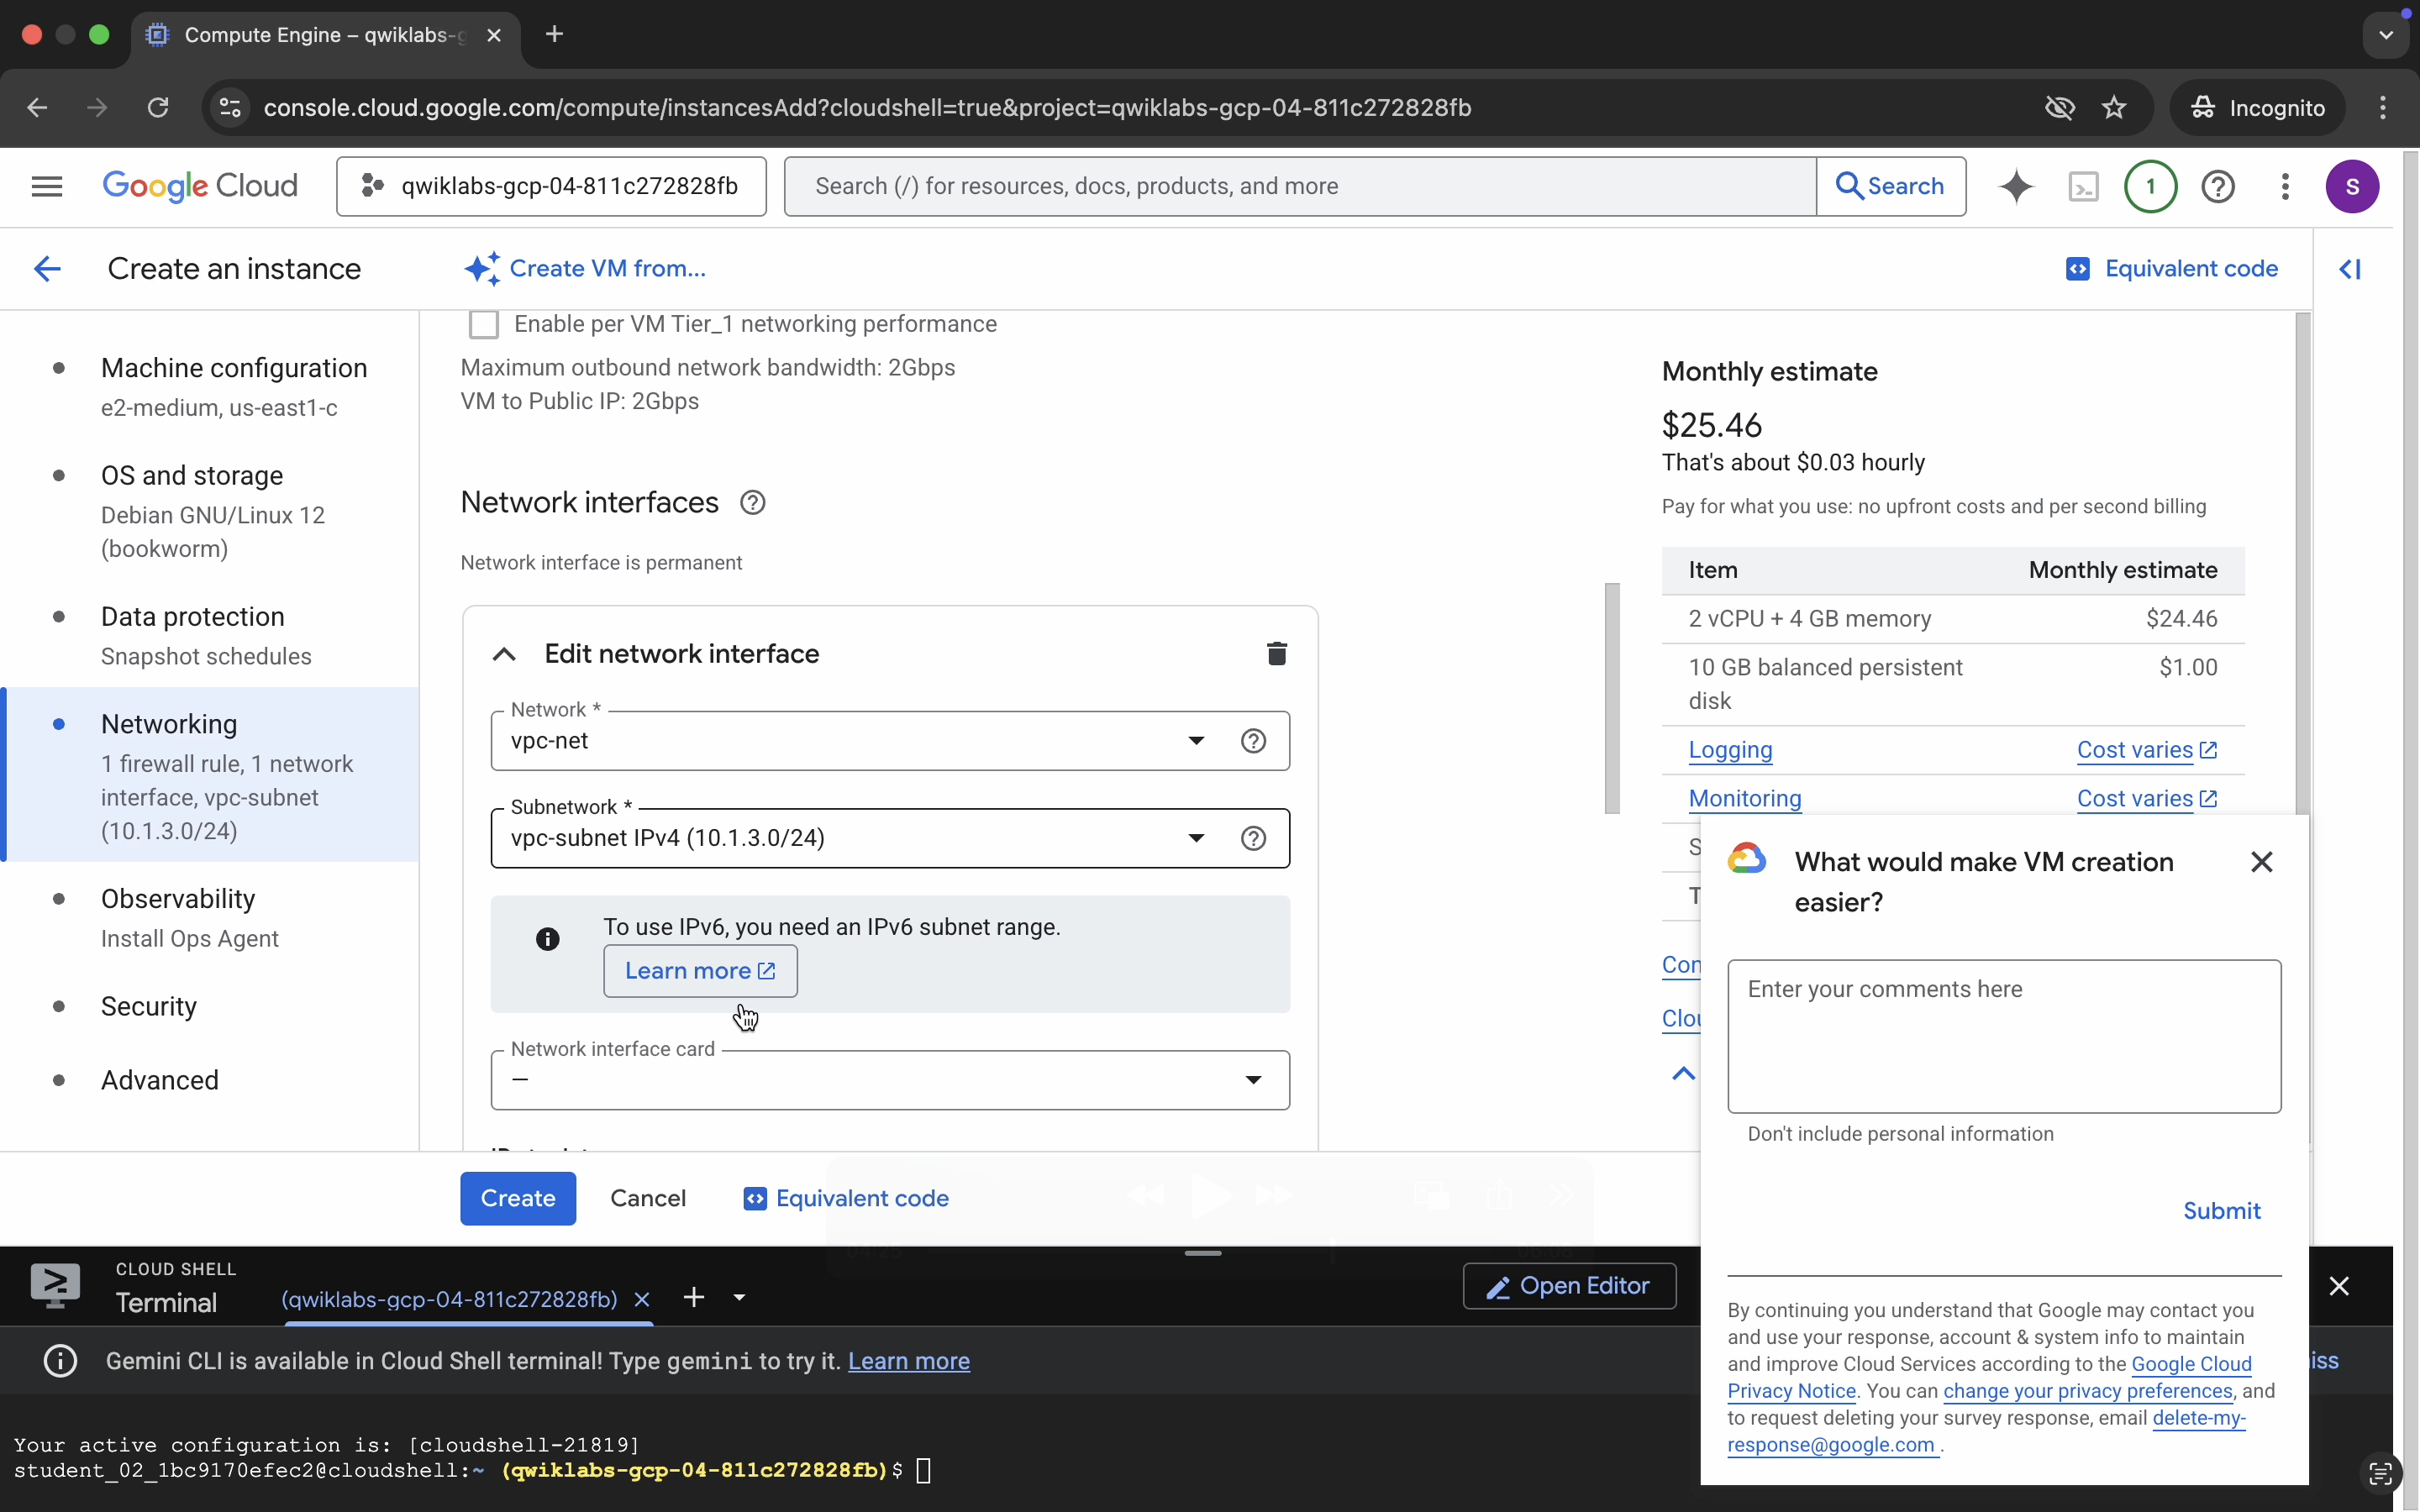 Compute Engine – qwiklabs-g
console.cloud.google.com/compute/instancesAdd?cloudshell=true&project=qwiklabs-gcp-04-811c272828fb
Incognito
Google Cloud
qwiklabs-gcp-04-811c272828fb
Search (/) for resources, docs, products, and more
Search
1
S
Create an instance
Create VM from...
Equivalent code
Machine configuration
e2-medium, us-east1-c
OS and storage
Debian GNU/Linux 12
(bookworm)
Data protection
Snapshot schedules
Networking
1 firewall rule, 1 network
interface, vpc-subnet
(10.1.3.0/24)
Observability
Install Ops Agent
Security
Advanced
Enable per VM Tier_1 networking performance
Maximum outbound network bandwidth: 2Gbps
VM to Public IP: 2Gbps
Network interfaces
Network interface is permanent
Edit network interface
Network *
vpc-net
Subnetwork *
vpc-subnet IPv4 (10.1.3.0/24)
To use IPv6, you need an IPv6 subnet range.
Learn more
Network interface card
–
Monthly estimate
$25.46
That's about $0.03 hourly
Pay for what you use: no upfront costs and per second billing
Item Monthly estimate
2 vCPU + 4 GB memory $24.46
10 GB balanced persistent $1.00
disk
Logging Cost varies
Monitoring Cost varies
What would make VM creation
easier?
Enter your comments here
Don't include personal information
Submit
By continuing you understand that Google may contact you
and use your response, account & system info to maintain
and improve Cloud Services according to the Google Cloud
Privacy Notice. You can change your privacy preferences, and
to request deleting your survey response, email delete-my-
response@google.com .
Create
Cancel
Equivalent code
CLOUD SHELL
Terminal
(qwiklabs-gcp-04-811c272828fb)
Open Editor
Gemini CLI is available in Cloud Shell terminal! Type gemini to try it. Learn more
Your active configuration is: [cloudshell-21819]
student_02_1bc9170efec2@cloudshell:~ (qwiklabs-gcp-04-811c272828fb)$